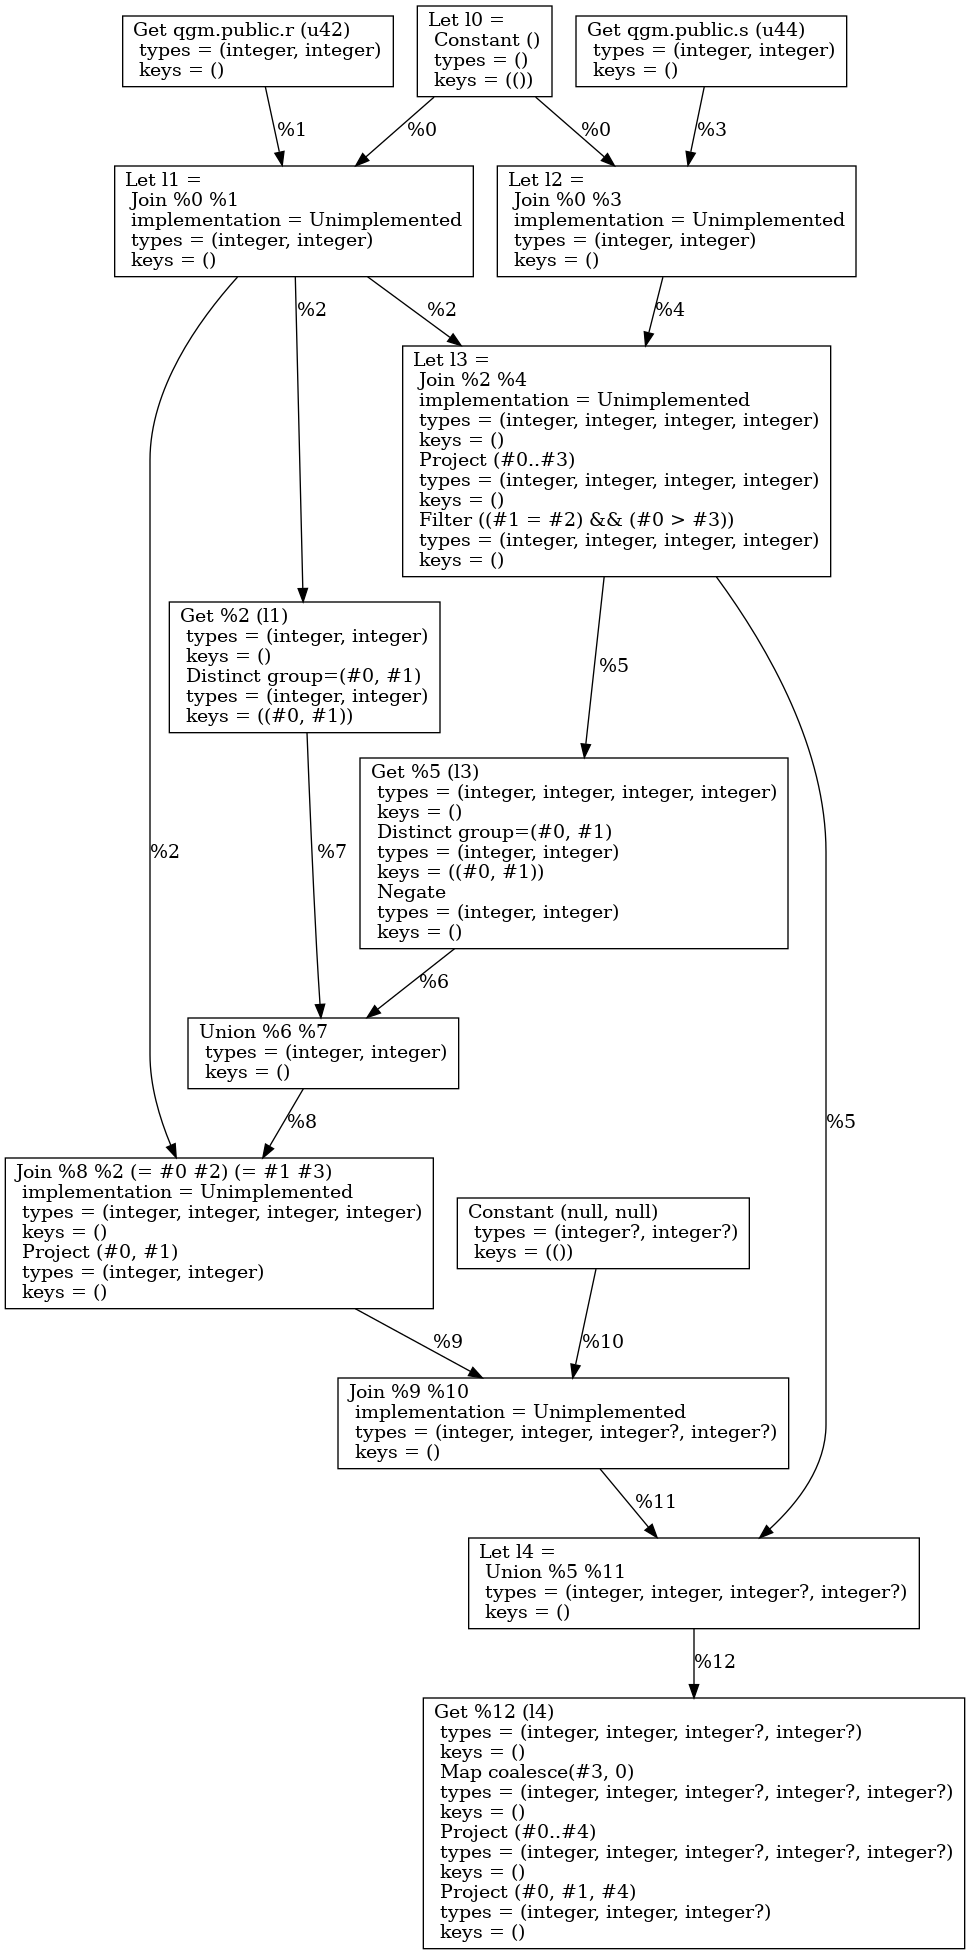 Get qgm.public.r (u42)
types = (integer, integer)
keys = ()
Let l0 =
Constant ()
types = ()
keys = (())
Get qgm.public.s (u44)
types = (integer, integer)
keys = ()
%1
%0
%0
%3
Let l1 =
Join %0 %1
implementation = Unimplemented
types = (integer, integer)
keys = ()
Let l2 =
Join %0 %3
implementation = Unimplemented
types = (integer, integer)
keys = ()
%2
%2
%4
Let l3 =
Join %2 %4
implementation = Unimplemented
types = (integer, integer, integer, integer)
keys = ()
Project (#0..#3)
types = (integer, integer, integer, integer)
keys = ()
Filter ((#1 = #2) && (#0 > #3))
types = (integer, integer, integer, integer)
keys = ()
Get %2 (l1)
types = (integer, integer)
keys = ()
Distinct group=(#0, #1)
types = (integer, integer)
keys = ((#0, #1))
%5
Get %5 (l3)
types = (integer, integer, integer, integer)
keys = ()
Distinct group=(#0, #1)
types = (integer, integer)
keys = ((#0, #1))
Negate
types = (integer, integer)
keys = ()
%2
%7
%6
Union %6 %7
types = (integer, integer)
keys = ()
%8
%5
Join %8 %2 (= #0 #2) (= #1 #3)
implementation = Unimplemented
types = (integer, integer, integer, integer)
keys = ()
Project (#0, #1)
types = (integer, integer)
keys = ()
Constant (null, null)
types = (integer?, integer?)
keys = (())
%9
%10
Join %9 %10
implementation = Unimplemented
types = (integer, integer, integer?, integer?)
keys = ()
%11
Let l4 =
Union %5 %11
types = (integer, integer, integer?, integer?)
keys = ()
%12
Get %12 (l4)
types = (integer, integer, integer?, integer?)
keys = ()
Map coalesce(#3, 0)
types = (integer, integer, integer?, integer?, integer?)
keys = ()
Project (#0..#4)
types = (integer, integer, integer?, integer?, integer?)
keys = ()
Project (#0, #1, #4)
types = (integer, integer, integer?)
keys = ()